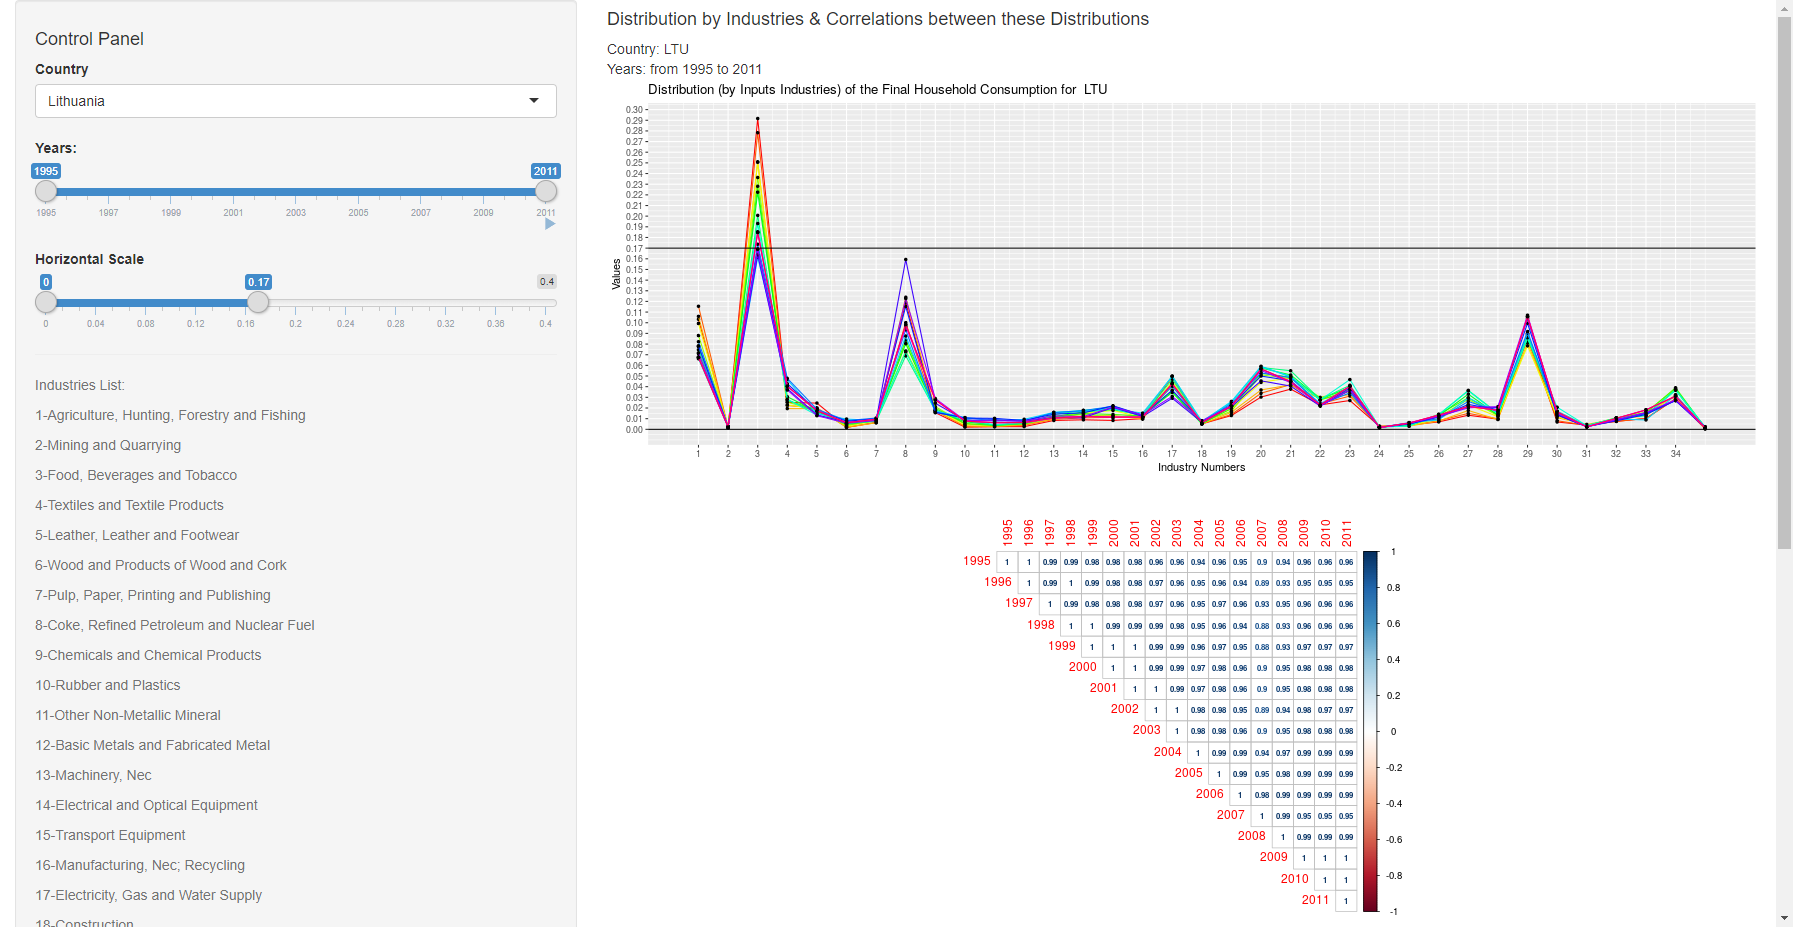 Control Panel
Country
Lithuania
Years:
1995 2011
1995 1997 1999 2001 2003 2005 2007 2009 2011
Horizontal Scale
0 0.17 0.4
0 0.04 0.08 0.12 0.16 0.2 0.24 0.28 0.32 0.36 0.4
Industries List:
1-Agriculture, Hunting, Forestry and Fishing
2-Mining and Quarrying
3-Food, Beverages and Tobacco
4-Textiles and Textile Products
5-Leather, Leather and Footwear
6-Wood and Products of Wood and Cork
7-Pulp, Paper, Printing and Publishing
8-Coke, Refined Petroleum and Nuclear Fuel
9-Chemicals and Chemical Products
10-Rubber and Plastics
11-Other Non-Metallic Mineral
12-Basic Metals and Fabricated Metal
13-Machinery, Nec
14-Electrical and Optical Equipment
15-Transport Equipment
16-Manufacturing, Nec; Recycling
17-Electricity, Gas and Water Supply
18-Construction
Distribution by Industries & Correlations between these Distributions
Country: LTU
Years: from 1995 to 2011
Distribution (by Inputs Industries) of the Final Household Consumption for LTU
0.30
0.29
0.28
0.27
0.26
0.25
0.24
0.23
0.22
0.21
0.20
0.19
0.18
0.17
0.16
0.15
0.14
0.13
0.12
0.11
0.10
0.09
0.08
0.07
0.06
0.05
0.04
0.03
0.02
0.01
0.00
Values
1 2 3 4 5 6 7 8 9 10 11 12 13 14 15 16 17 18 19 20 21 22 23 24 25 26 27 28 29 30 31 32 33 34
Industry Numbers
1995 1996 1997 1998 1999 2000 2001 2002 2003 2004 2005 2006 2007 2008 2009 2010 2011
1995 1 1 0.99 0.99 0.98 0.98 0.98 0.96 0.96 0.94 0.96 0.95 0.9 0.94 0.96 0.96 0.96
1996 1 0.99 1 0.99 0.98 0.98 0.97 0.96 0.95 0.96 0.94 0.89 0.93 0.95 0.95 0.95
1997 1 0.99 0.98 0.98 0.98 0.97 0.96 0.95 0.97 0.96 0.93 0.95 0.96 0.96 0.96
1998 1 1 0.99 0.99 0.99 0.98 0.95 0.96 0.94 0.88 0.93 0.96 0.96 0.96
1999 1 1 1 0.99 0.99 0.96 0.97 0.95 0.88 0.93 0.97 0.97 0.97
2000 1 1 0.99 0.99 0.97 0.98 0.96 0.9 0.95 0.98 0.98 0.98
2001 1 1 0.99 0.97 0.98 0.96 0.9 0.95 0.98 0.98 0.98
2002 1 1 0.98 0.98 0.95 0.89 0.94 0.98 0.97 0.97
2003 1 0.98 0.98 0.96 0.9 0.95 0.98 0.98 0.98
2004 1 0.99 0.99 0.94 0.97 0.99 0.99 0.99
2005 1 0.99 0.95 0.98 0.99 0.99 0.99
2006 1 0.98 0.99 0.99 0.99 0.99
2007 1 0.99 0.95 0.95 0.95
2008 1 0.99 0.99 0.99
2009 1 1 1
2010 1 1
2011 1
1
0.8
0.6
0.4
0.2
0
-0.2
-0.4
-0.6
-0.8
-1